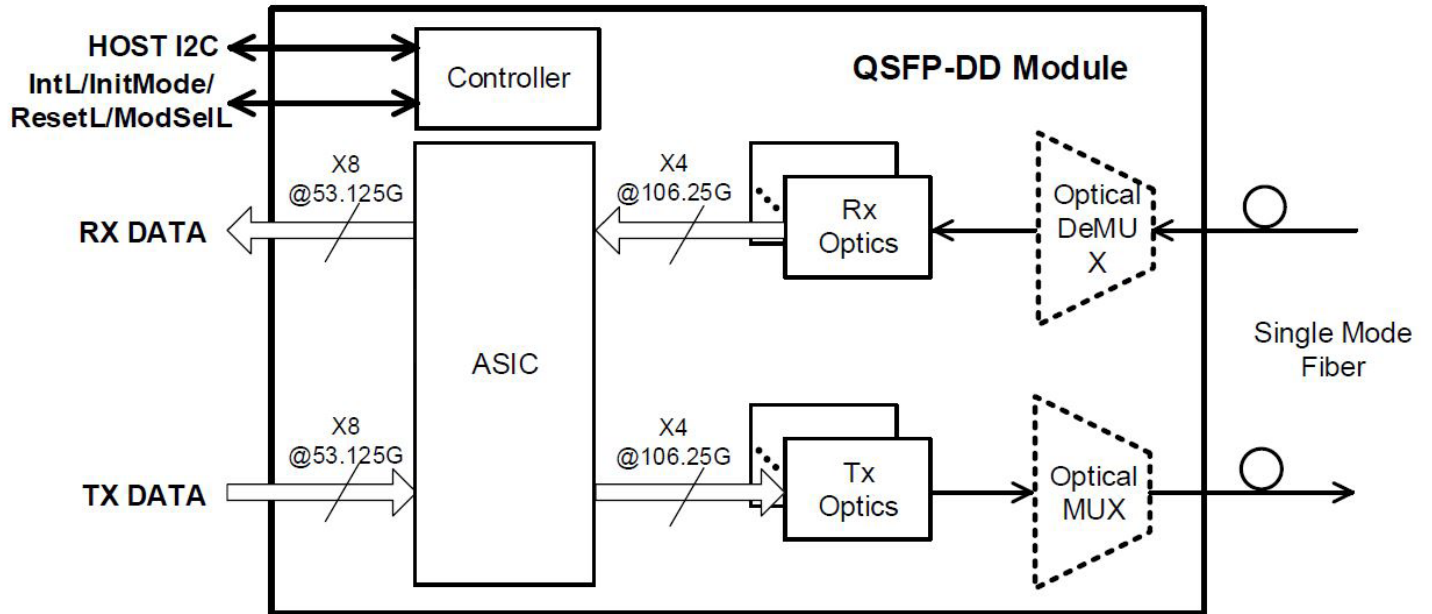 HOST I2C
IntL/InitMode/
ResetL/ModSelL
Controller
QSFP-DD Module
X8
@53.125G
X4
@106.25G
RX DATA
Rx
Optics
Optical
DeMU
X
ASIC
Single Mode
Fiber
X8
@53.125G
X4
@106.25G
TX DATA
Tx
Optics
Optical
MUX